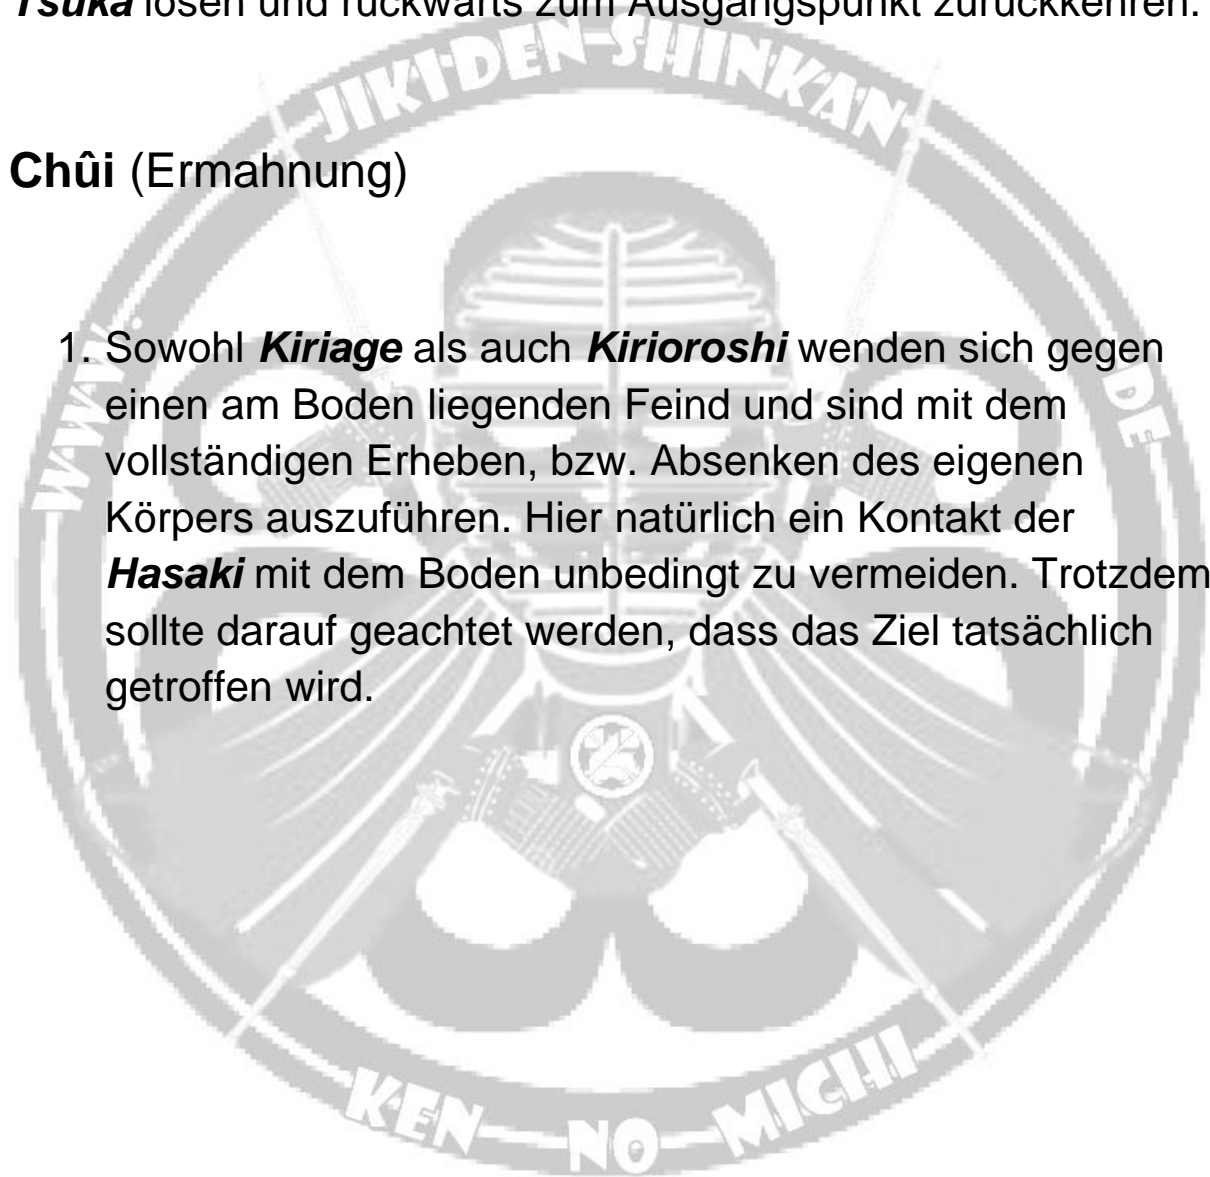 Tsuka lösen und rückwärts zum Ausgangspunkt zurückkehren.
JIKIDEN-SHINKAN
Chûi (Ermahnung)
1. Sowohl Kiriage als auch Kirioroshi wenden sich gegen
einen am Boden liegenden Feind und sind mit dem
vollständigen Erheben, bzw. Absenken des eigenen
Körpers auszuführen. Hier natürlich ein Kontakt der
Hasaki mit dem Boden unbedingt zu vermeiden. Trotzdem
sollte darauf geachtet werden, dass das Ziel tatsächlich
getroffen wird.
WWW.
DE
KEN-NO-MICHI